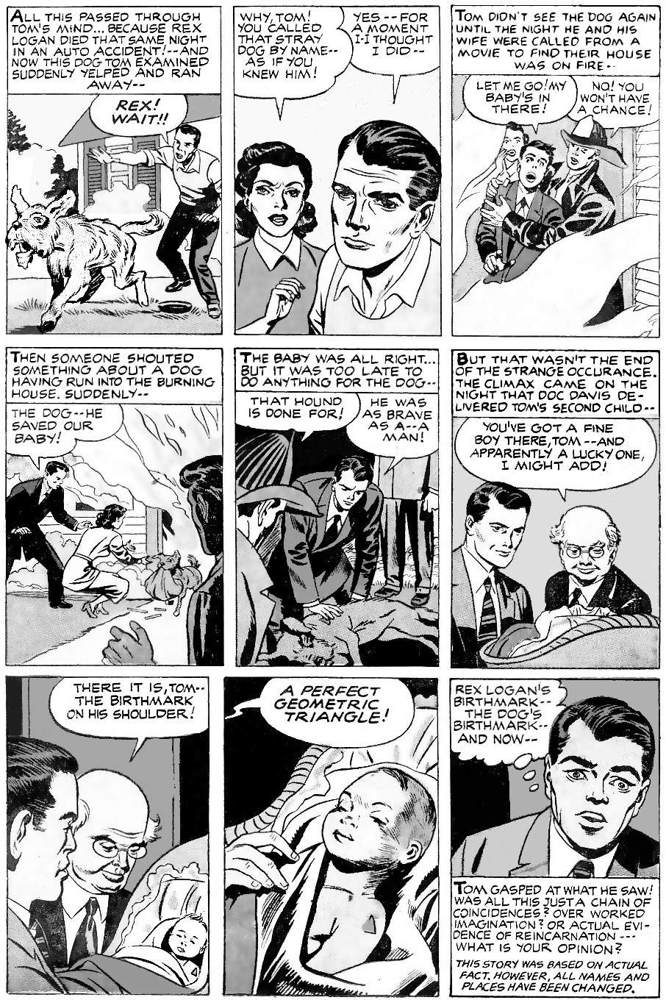 ALL THIS PASSED THROUGH
TOM'S MIND... BECAUSE REX
LOGAN DIED THAT SAME NIGHT
IN AN AUTO ACCIDENT!--AND
NOW THIS DOG TOM EXAMINED
SUDDENLY YELPED AND RAN
AWAY--
REX!
WAIT!!
WHY, TOM!
YOU CALLED
THAT STRAY
DOG BY NAME--
AS IF YOU
KNEW HIM!
YES--FOR
A MOMENT
I-I THOUGHT
I DID--
TOM DIDN'T SEE THE DOG AGAIN
UNTIL THE NIGHT HE AND HIS
WIFE WERE CALLED FROM A
MOVIE TO FIND THEIR HOUSE
WAS ON FIRE--
LET ME GO! MY
BABY'S IN
THERE!
NO! YOU
WON'T HAVE
A CHANCE!
THEN SOMEONE SHOUTED
SOMETHING ABOUT A DOG
HAVING RUN INTO THE BURNING
HOUSE. SUDDENLY--
THE DOG--HE
SAVED OUR
BABY!
THE BABY WAS ALL RIGHT...
BUT IT WAS TOO LATE TO
DO ANYTHING FOR THE DOG--
THAT HOUND
IS DONE FOR!
HE WAS
AS BRAVE
AS A--A
MAN!
BUT THAT WASN'T THE END
OF THE STRANGE OCCURANCE.
THE CLIMAX CAME ON THE
NIGHT THAT DOC DAVIS DE-
LIVERED TOM'S SECOND CHILD--
YOU'VE GOT A FINE
BOY THERE, TOM--AND
APPARENTLY A LUCKY ONE,
I MIGHT ADD!
THERE IT IS, TOM--
THE BIRTHMARK
ON HIS SHOULDER!
A PERFECT
GEOMETRIC
TRIANGLE!
REX LOGAN'S
BIRTHMARK--
THE DOG'S
BIRTHMARK--
AND NOW--
TOM GASPED AT WHAT HE SAW!
WAS ALL THIS JUST A CHAIN OF
COINCIDENCES? OVER WORKED
IMAGINATION? OR ACTUAL EVI-
DENCE OF REINCARNATION---
WHAT IS YOUR OPINION?
THIS STORY WAS BASED ON ACTUAL
FACT. HOWEVER, ALL NAMES AND
PLACES HAVE BEEN CHANGED.